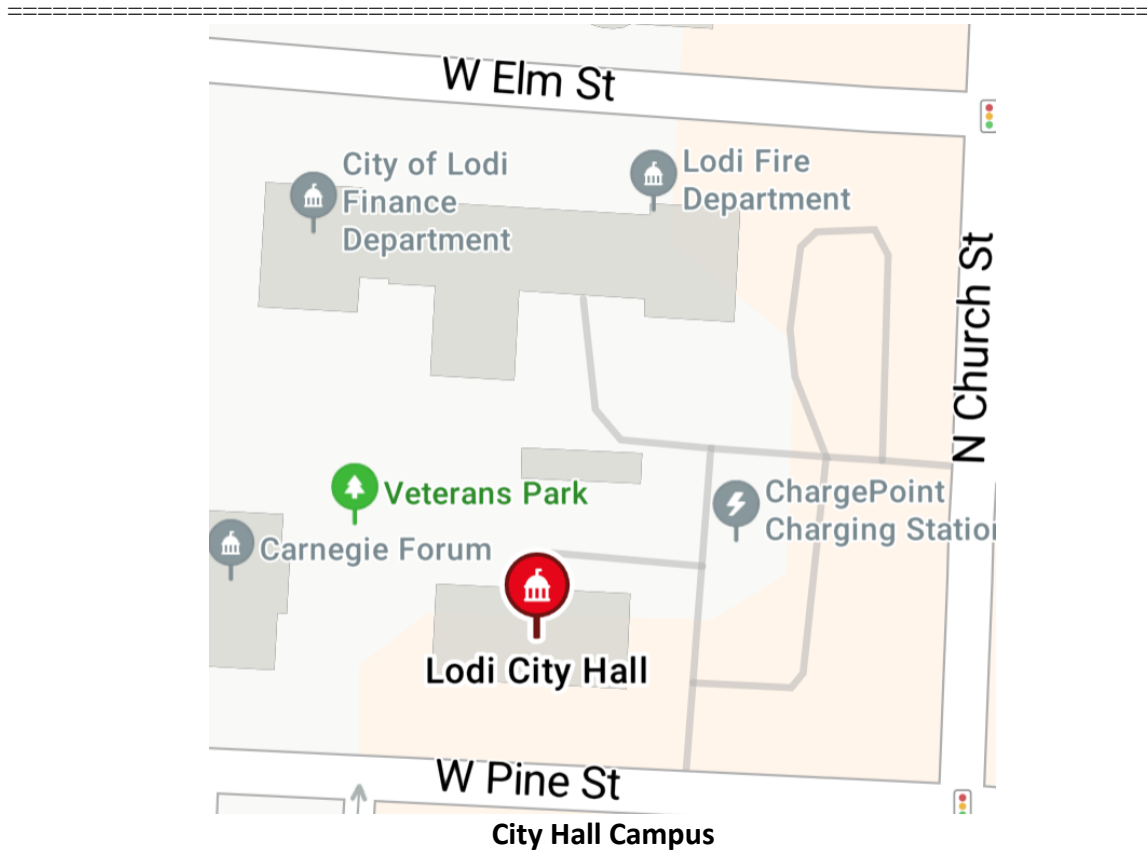 W Elm St
City of Lodi
Finance
Department
Lodi Fire
Department
N Church St
Veterans Park
ChargePoint
Charging Statio
Carnegie Forum
Lodi City Hall
W Pine St
City Hall Campus